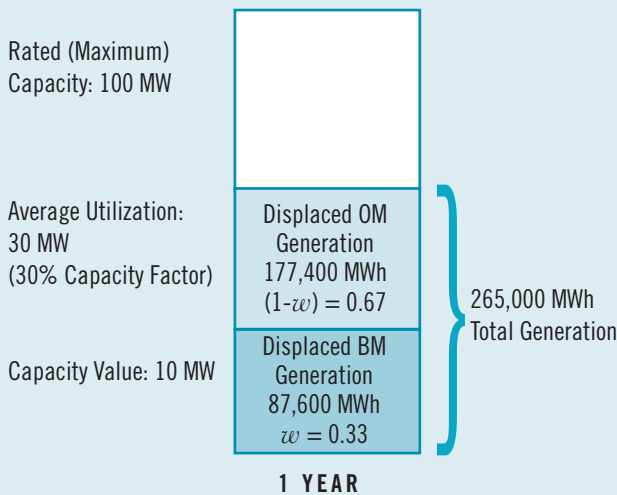 Rated (Maximum)
Capacity: 100 MW
Average Utilization:
30 MW
(30% Capacity Factor)
Displaced OM
Generation
177,400 MWh
(1-w) = 0.67
265,000 MWh
Total Generation
Capacity Value: 10 MW
Displaced BM
Generation
87,600 MWh
w = 0.33
1 YEAR